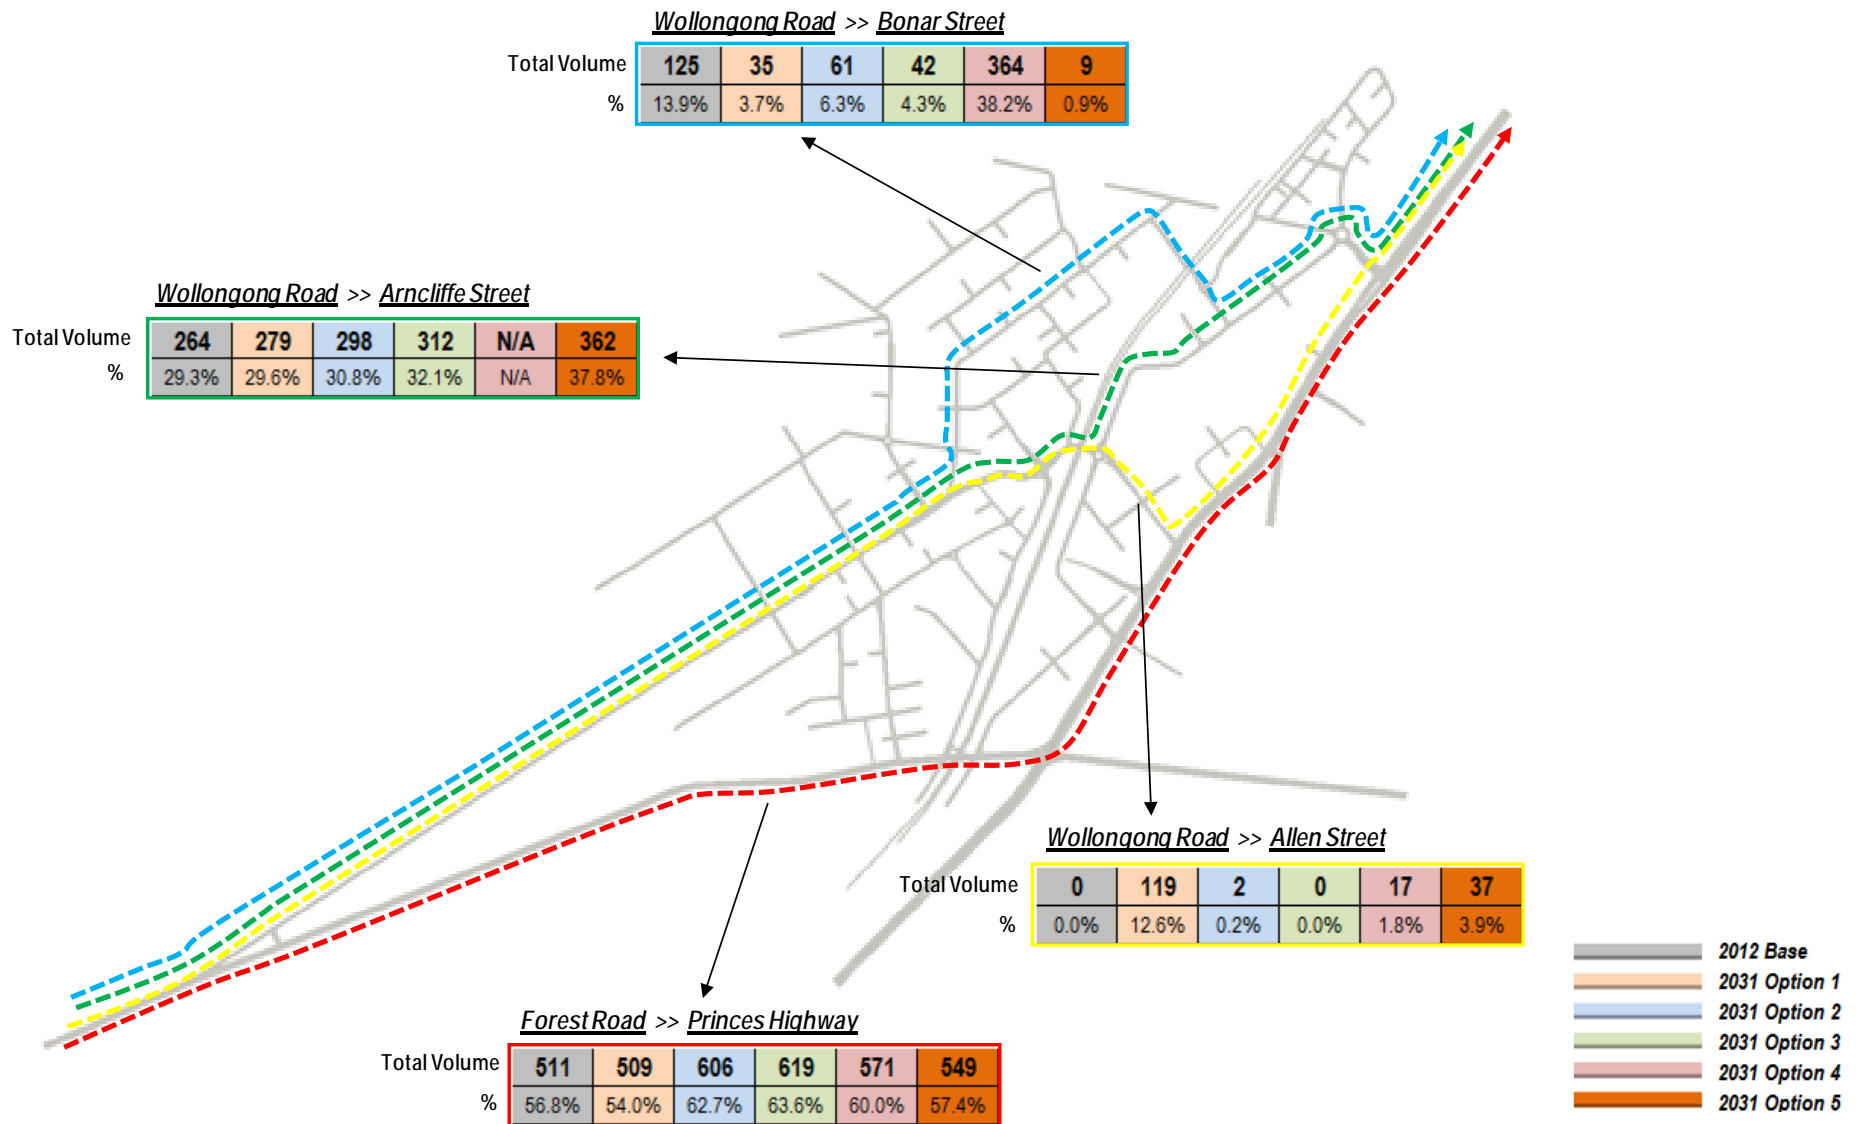 Wollongong Road >> Bonar Street
Total Volume 125 35 61 42 364 9
% 13.9% 3.7% 6.3% 4.3% 38.2% 0.9%
Wollongong Road >> Arncliffe Street
Total Volume 264 279 298 312 N/A 362
% 29.3% 29.6% 30.8% 32.1% N/A 37.8%
Wollongong Road >> Allen Street
Total Volume 0 119 2 0 17 37
% 0.0% 12.6% 0.2% 0.0% 1.8% 3.9%
Forest Road >> Princes Highway
Total Volume 511 509 606 619 571 549
% 56.8% 54.0% 62.7% 63.6% 60.0% 57.4%
2012 Base
2031 Option 1
2031 Option 2
2031 Option 3
2031 Option 4
2031 Option 5